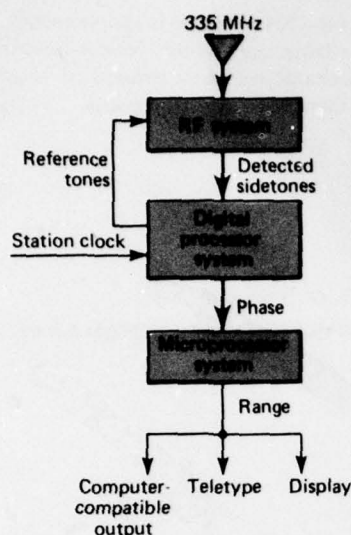 335 MHz
RF system
Reference
tones
Detected
sidetones
Digital
processor
system
Station clock
Phase
Microprocessor
system
Range
Computer-
compatible
output
Teletype
Display